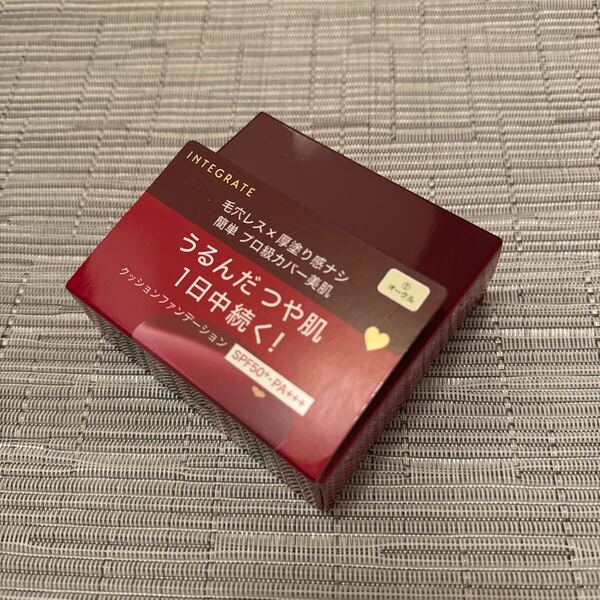 INTEGRATE
毛穴レス×厚塗り感ナシ
簡単 プロ級カバー美肌
うるんだつや肌
1日中続く!
クッションファンデーション
SPF50+・PA+++
①
オークル